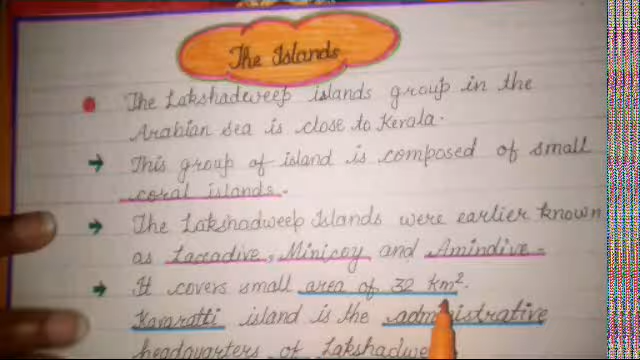 The Islands
The Lakshadweep islands group in the
Arabian sea is close to Kerala.
This group of island is composed of small
coral islands.
The Lakshadweep Islands were earlier known
as Laccadive, Minicoy and Amindive.
It covers small area of 32 km².
Kavaratti island is the administrative
headquarters of Lakshadwe